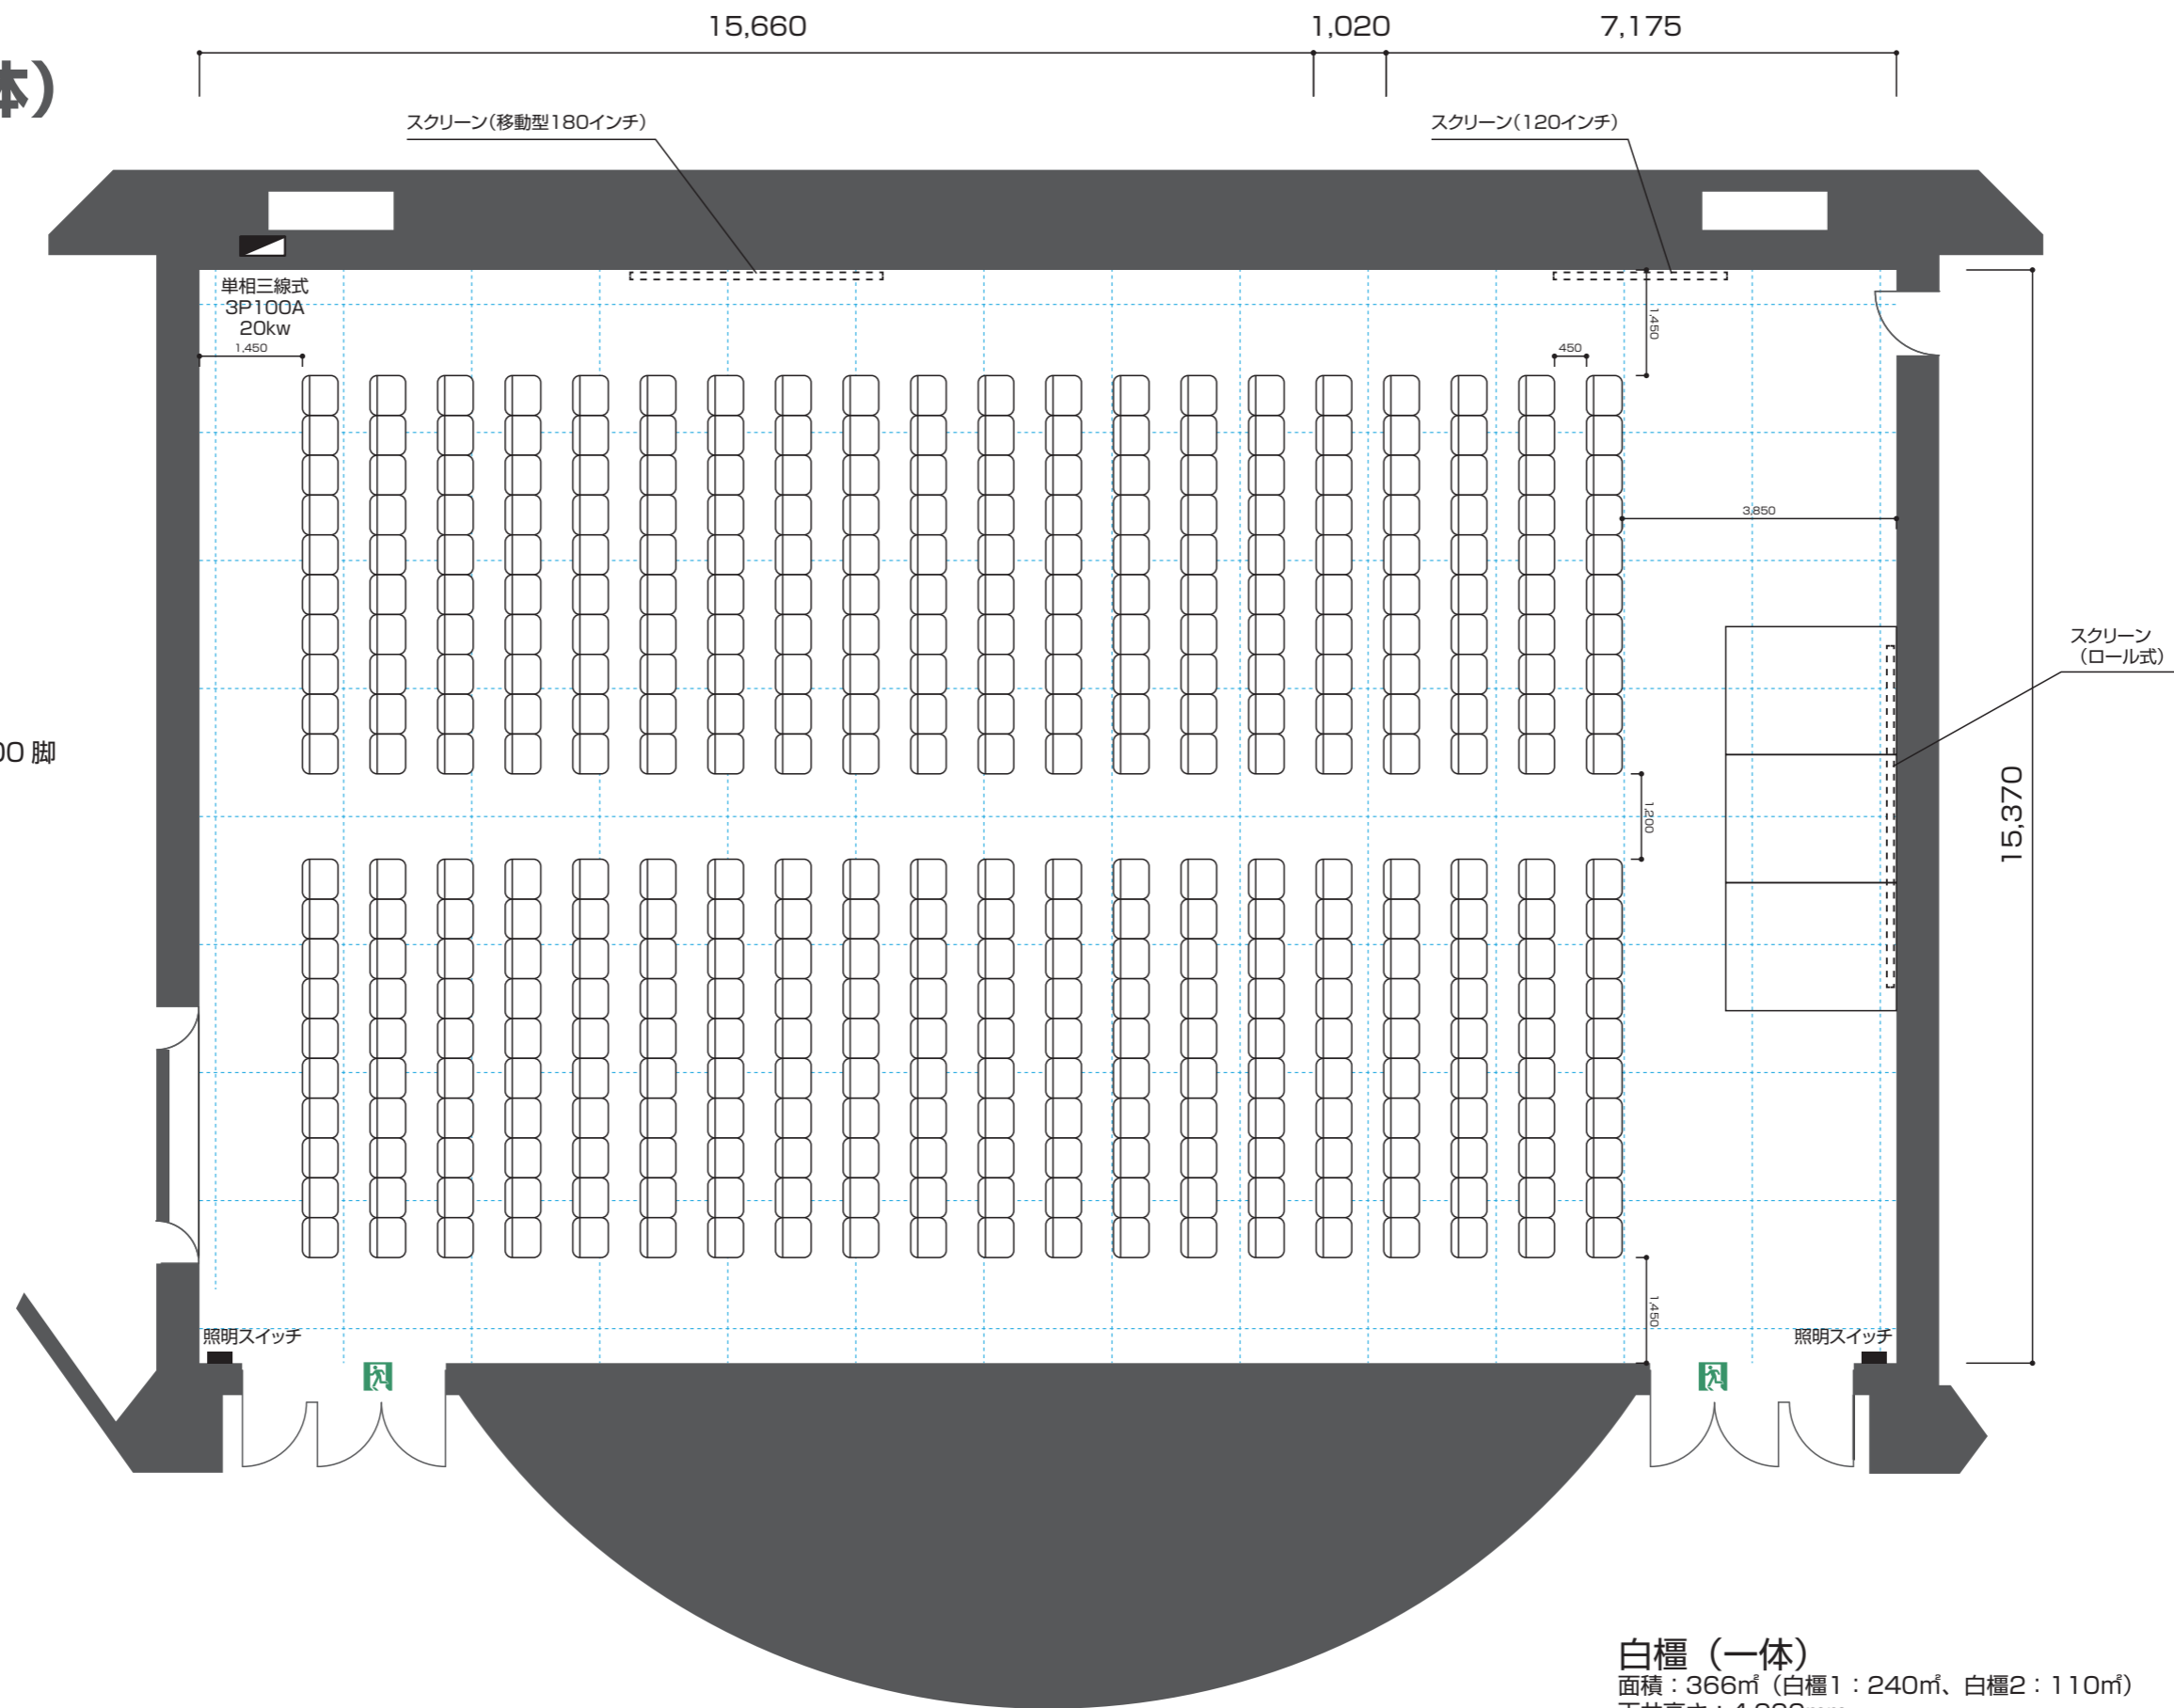 15,660
1,020
7,175
体）
スクリーン（移動型180インチ）
スクリーン（120インチ）
単相三線式
3P100A
20kw
1,450
1,450
450
3,850
スクリーン
（ロール式）
00 脚
1,200
15,370
1,450
照明スイッチ
照明スイッチ
白橿（一体）
面積：366㎡（白橿1：240㎡、白橿2：110㎡）